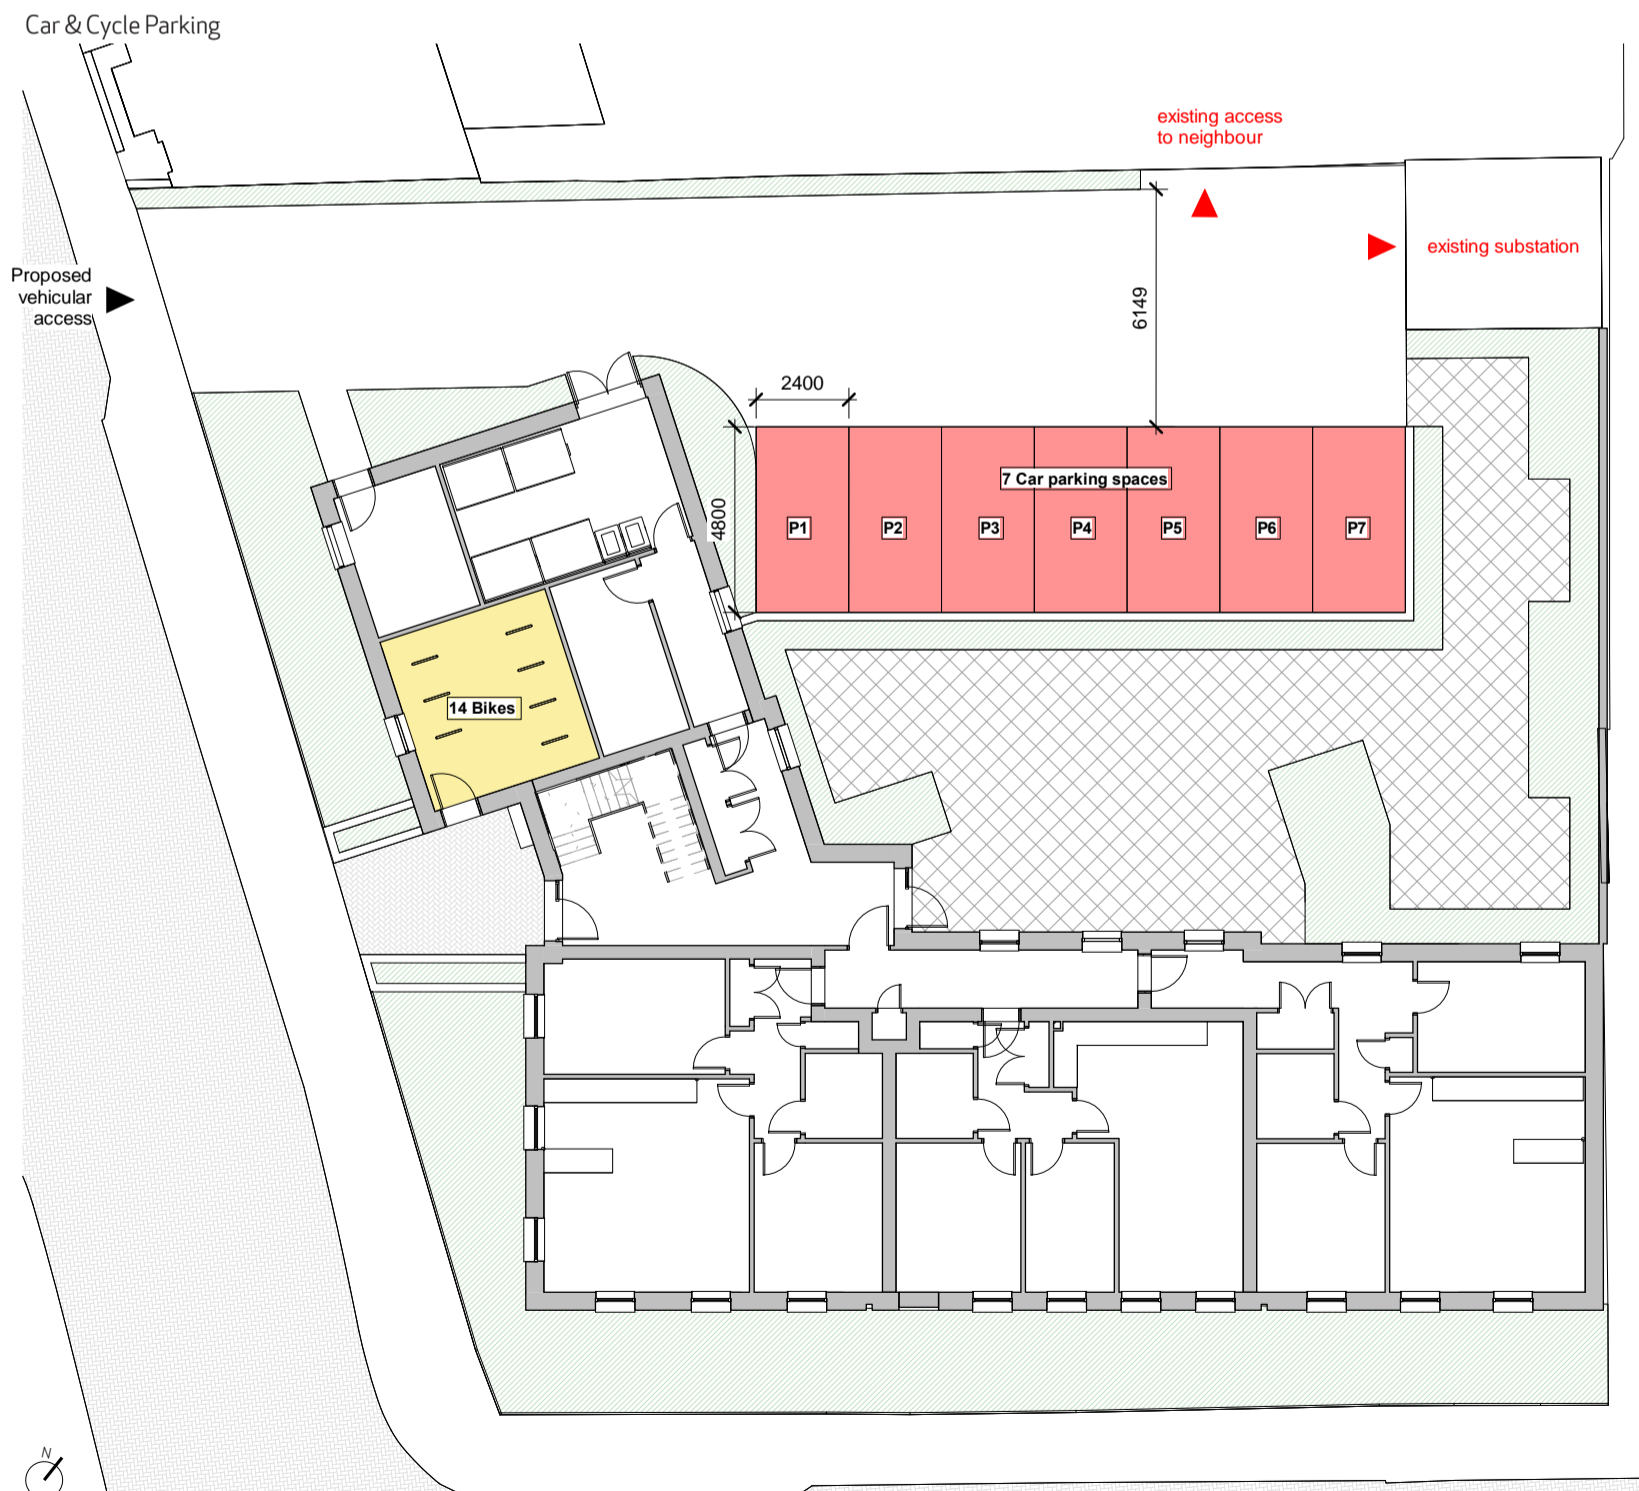 Car & Cycle Parking
existing access
to neighbour
existing substation
Proposed
vehicular
access
6149
2400
4800
7 Car parking spaces
P1
P2
P3
P4
P5
P6
P7
14 Bikes
N